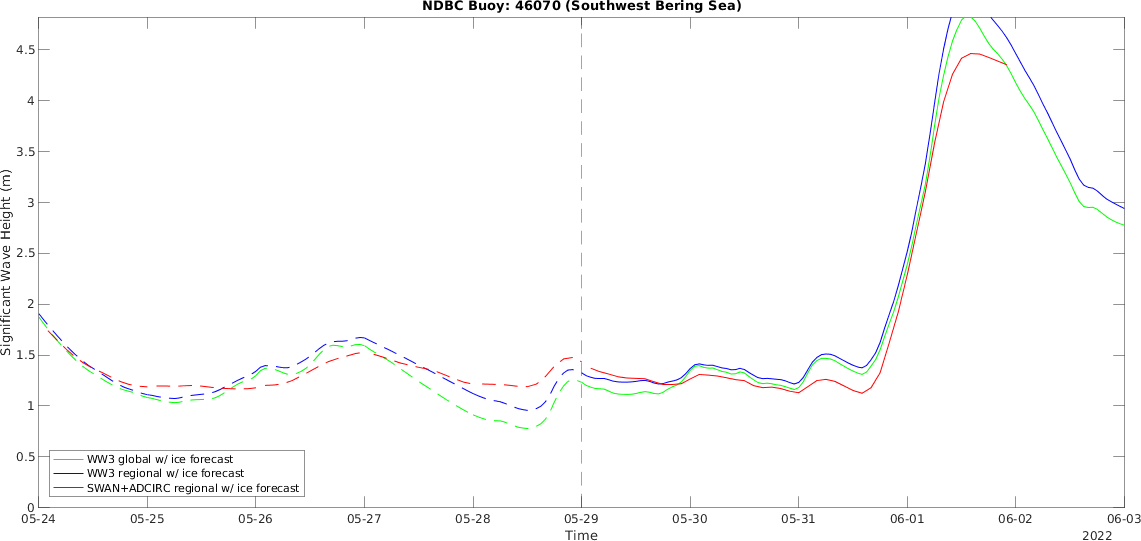 NDBC Buoy: 46070 (Southwest Bering Sea)
4.5
4
3.5
3
2.5
2
1.5
1
0.5
0
Significant Wave Height (m)
WW3 global w/ ice forecast
WW3 regional w/ ice forecast
SWAN+ADCIRC regional w/ ice forecast
05-24 05-25 05-26 05-27 05-28 05-29 05-30 05-31 06-01 06-02 06-03
Time
2022